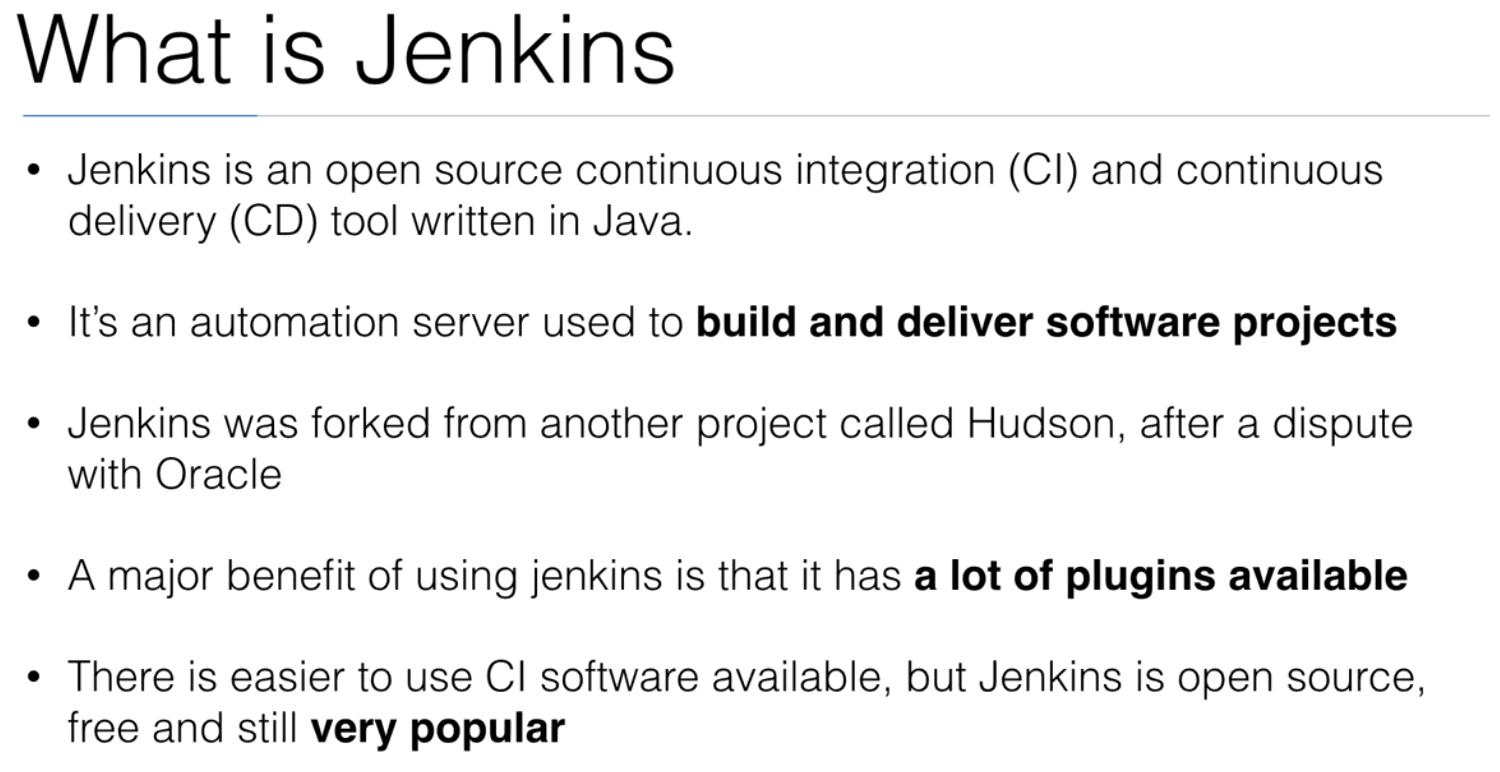 What is Jenkins
• Jenkins is an open source continuous integration (CI) and continuous
delivery (CD) tool written in Java.
• It’s an automation server used to build and deliver software projects
• Jenkins was forked from another project called Hudson, after a dispute
with Oracle
• A major benefit of using jenkins is that it has a lot of plugins available
• There is easier to use CI software available, but Jenkins is open source,
free and still very popular